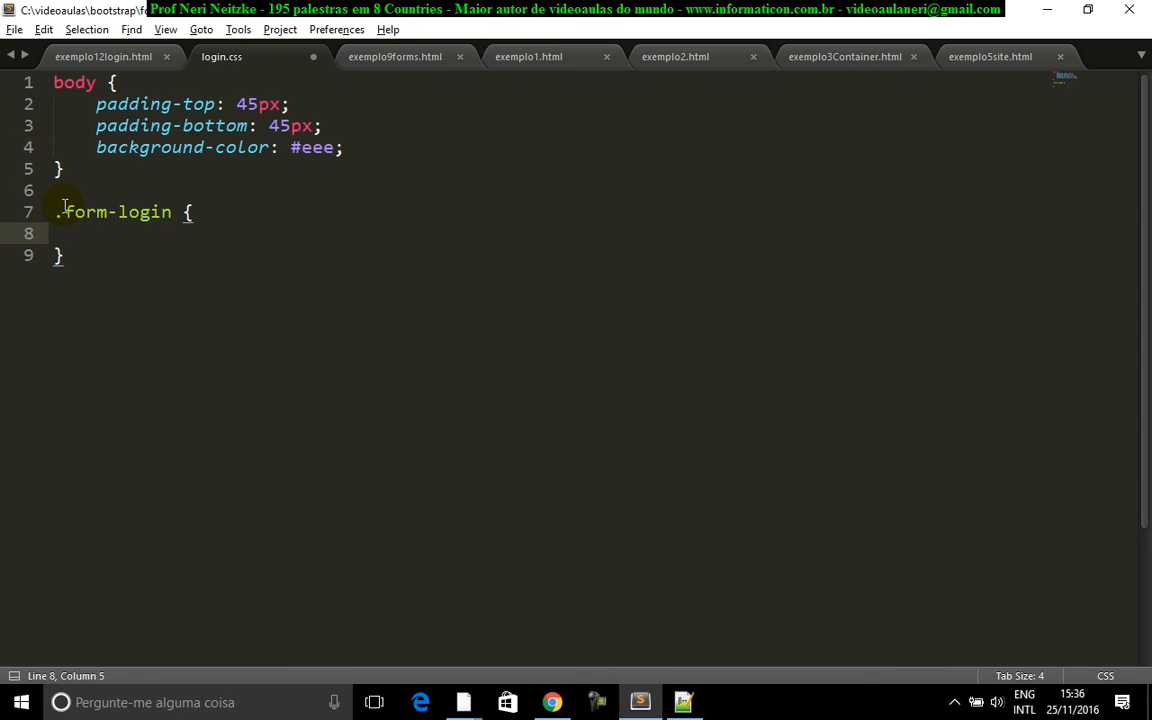 C:\videoaulas\bootstrap\fo
Prof Neri Neitzke - 195 palestras em 8 Countries - Maior autor de videoaulas do mundo - www.informaticon.com.br - videoaulaneri@gmail.com
File Edit Selection Find View Goto Tools Project Preferences Help
exemplo12login.html login.css exemplo9forms.html exemplo1.html exemplo2.html exemplo3Container.html exemplo5site.html
1 body {
2 padding-top: 45px;
3 padding-bottom: 45px;
4 background-color: #eee;
5 }
6
7 .form-login {
8
9 }
Line 8, Column 5 Tab Size: 4 CSS
Pergunte-me alguma coisa
ENG 15:36
INTL 25/11/2016